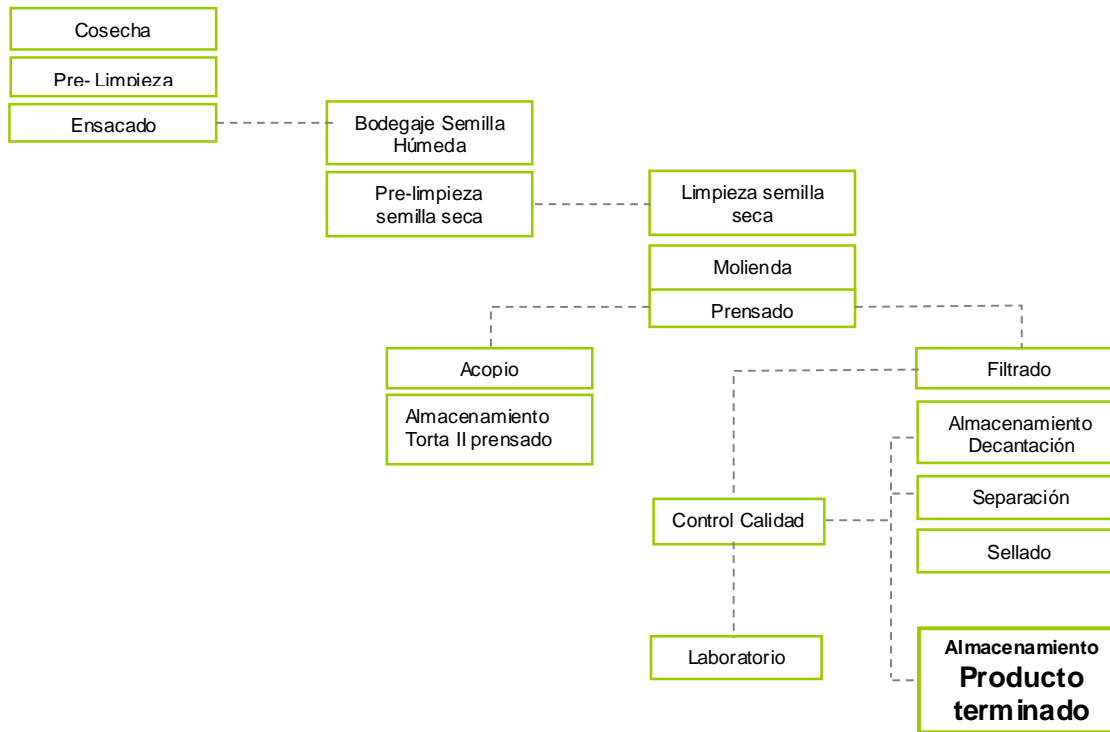 Cosecha
Pre- Limpieza
Ensacado
Bodegaje Semilla
Húmeda
Pre-limpieza
semilla seca
Limpieza semilla
seca
Molienda
Prensado
Acopio
Almacenamiento
Torta II prensado
Filtrado
Almacenamiento
Decantación
Separación
Sellado
Control Calidad
Laboratorio
Almacenamiento
Producto
terminado